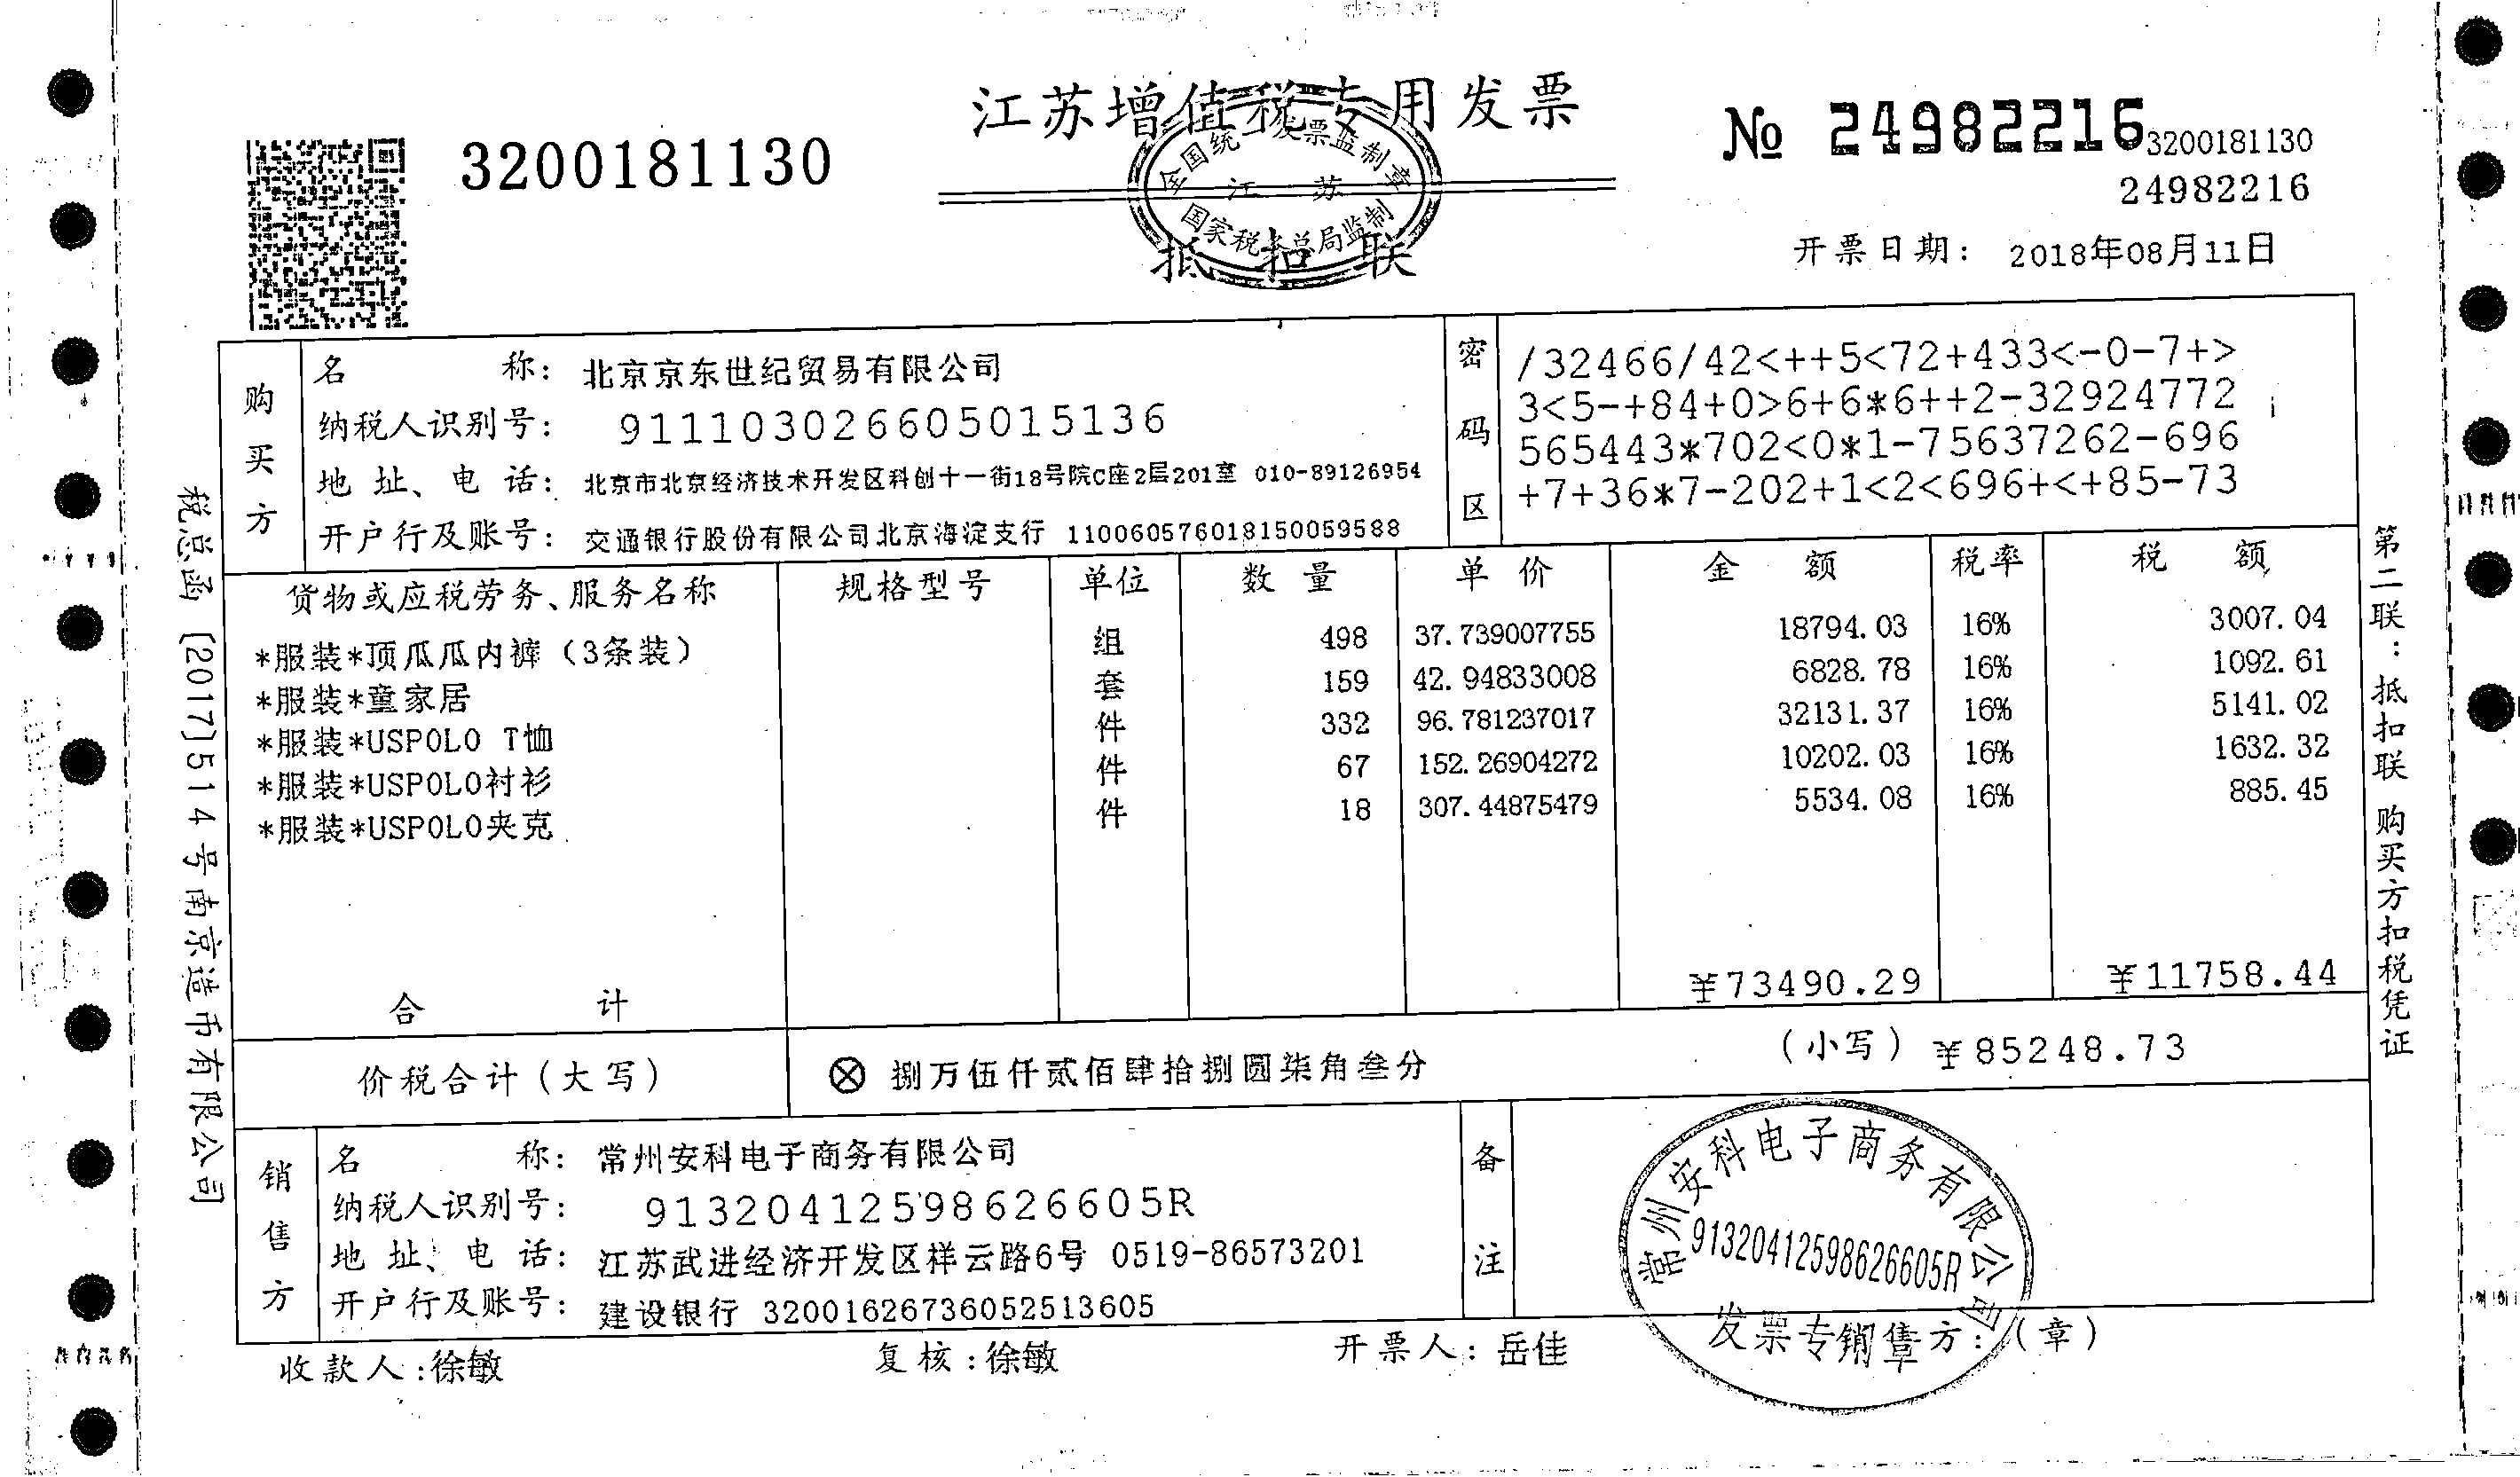 江苏增值税专用发票
3200181130
№ 24982216
3200181130
24982216
全国统一发票监制章
江 苏
国家税务总局监制
抵扣联
开票日期: 2018年08月11日
购买方
名 称: 北京京东世纪贸易有限公司
纳税人识别号: 911103026605015136
地 址、电 话: 北京市北京经济技术开发区科创十一街18号院C座2层201室 010-89126954
开户行及账号: 交通银行股份有限公司北京海淀支行 110060576018150059588
密码区
/32466/42<++5<72+433<-0-7+>
3<5-+84+0>6+6*6++2-32924772
565443*702<0*1-75637262-696
+7+36*7-202+1<2<696+<+85-73
货物或应税劳务、服务名称 规格型号 单位 数 量 单 价 金 额 税率 税 额
*服装*顶瓜瓜内裤（3条装） 组 498 37.739007755 18794.03 16% 3007.04
*服装*童家居 套 159 42.94833008 6828.78 16% 1092.61
*服装*USPOLO T恤 件 332 96.781237017 32131.37 16% 5141.02
*服装*USPOLO衬衫 件 67 152.26904272 10202.03 16% 1632.32
*服装*USPOLO夹克 件 18 307.44875479 5534.08 16% 885.45
合 计 ￥73490.29 ￥11758.44
价税合计（大写） ⊗ 捌万伍仟贰佰肆拾捌圆柒角叁分 （小写）￥85248.73
销售方
名 称: 常州安科电子商务有限公司
纳税人识别号: 91320412598626605R
地 址、电 话: 江苏武进经济开发区祥云路6号 0519-86573201
开户行及账号: 建设银行 32001626736052513605
备注
常州安科电子商务有限公司
91320412598626605R
发票专用章
收款人:徐敏 复核:徐敏 开票人: 岳佳 销售方:（章）
税总函〔2017〕514号南京造币有限公司
第二联:抵扣联 购买方扣税凭证